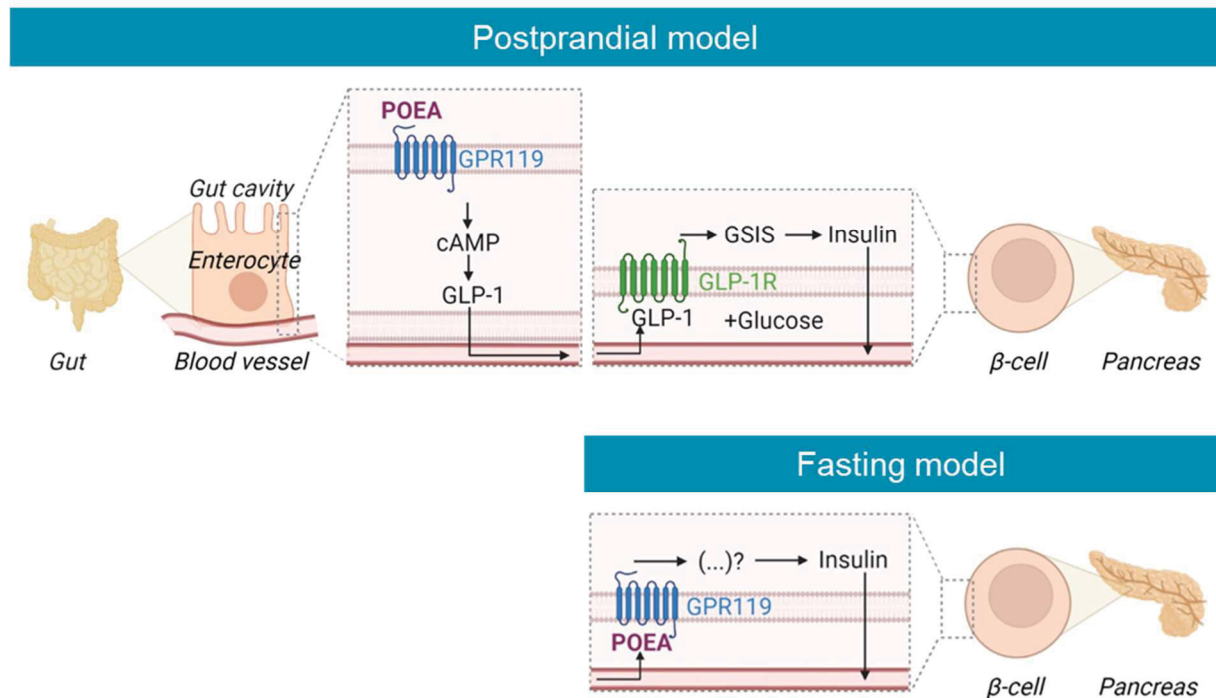 Postprandial model
POEA
GPR119
Gut cavity
Enterocyte
cAMP
GLP-1
Gut
Blood vessel
GSIS
Insulin
GLP-1R
GLP-1
+Glucose
β-cell
Pancreas
Fasting model
(...)?
Insulin
GPR119
POEA
β-cell
Pancreas